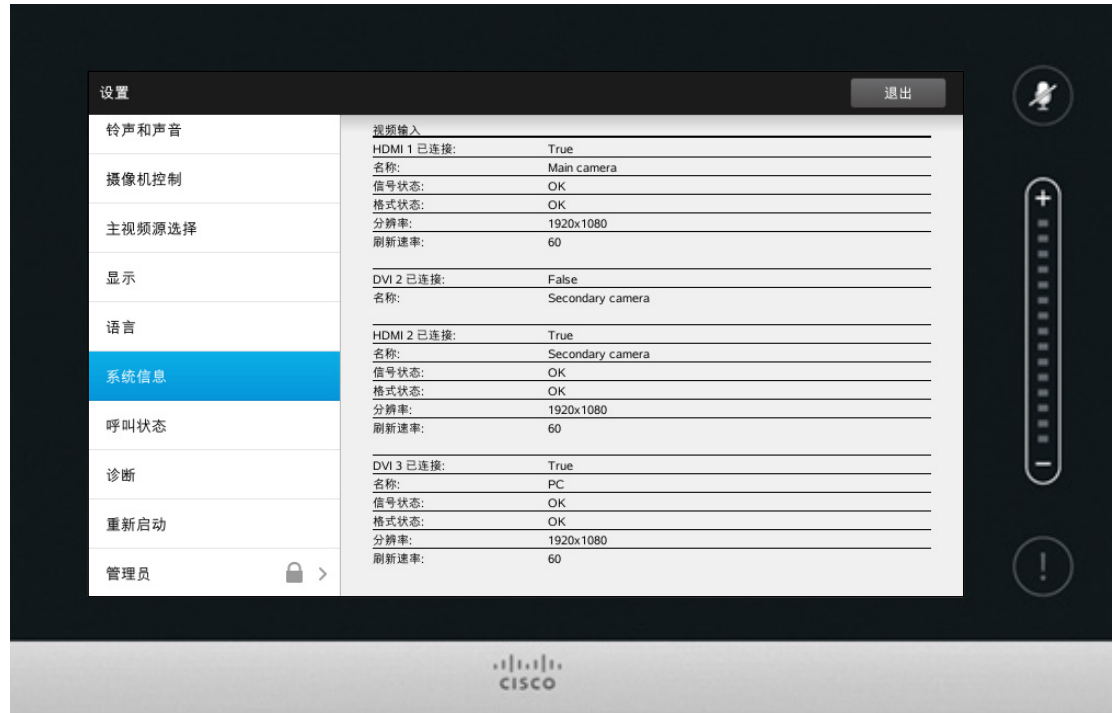 设置
退出
铃声和声音
摄像机控制
主视频源选择
显示
语言
系统信息
呼叫状态
诊断
重新启动
管理员
视频输入
HDMI 1 已连接: True
名称: Main camera
信号状态: OK
格式状态: OK
分辨率: 1920x1080
刷新速率: 60
DVI 2 已连接: False
名称: Secondary camera
HDMI 2 已连接: True
名称: Secondary camera
信号状态: OK
格式状态: OK
分辨率: 1920x1080
刷新速率: 60
DVI 3 已连接: True
名称: PC
信号状态: OK
格式状态: OK
分辨率: 1920x1080
刷新速率: 60
+
–
!
CISCO